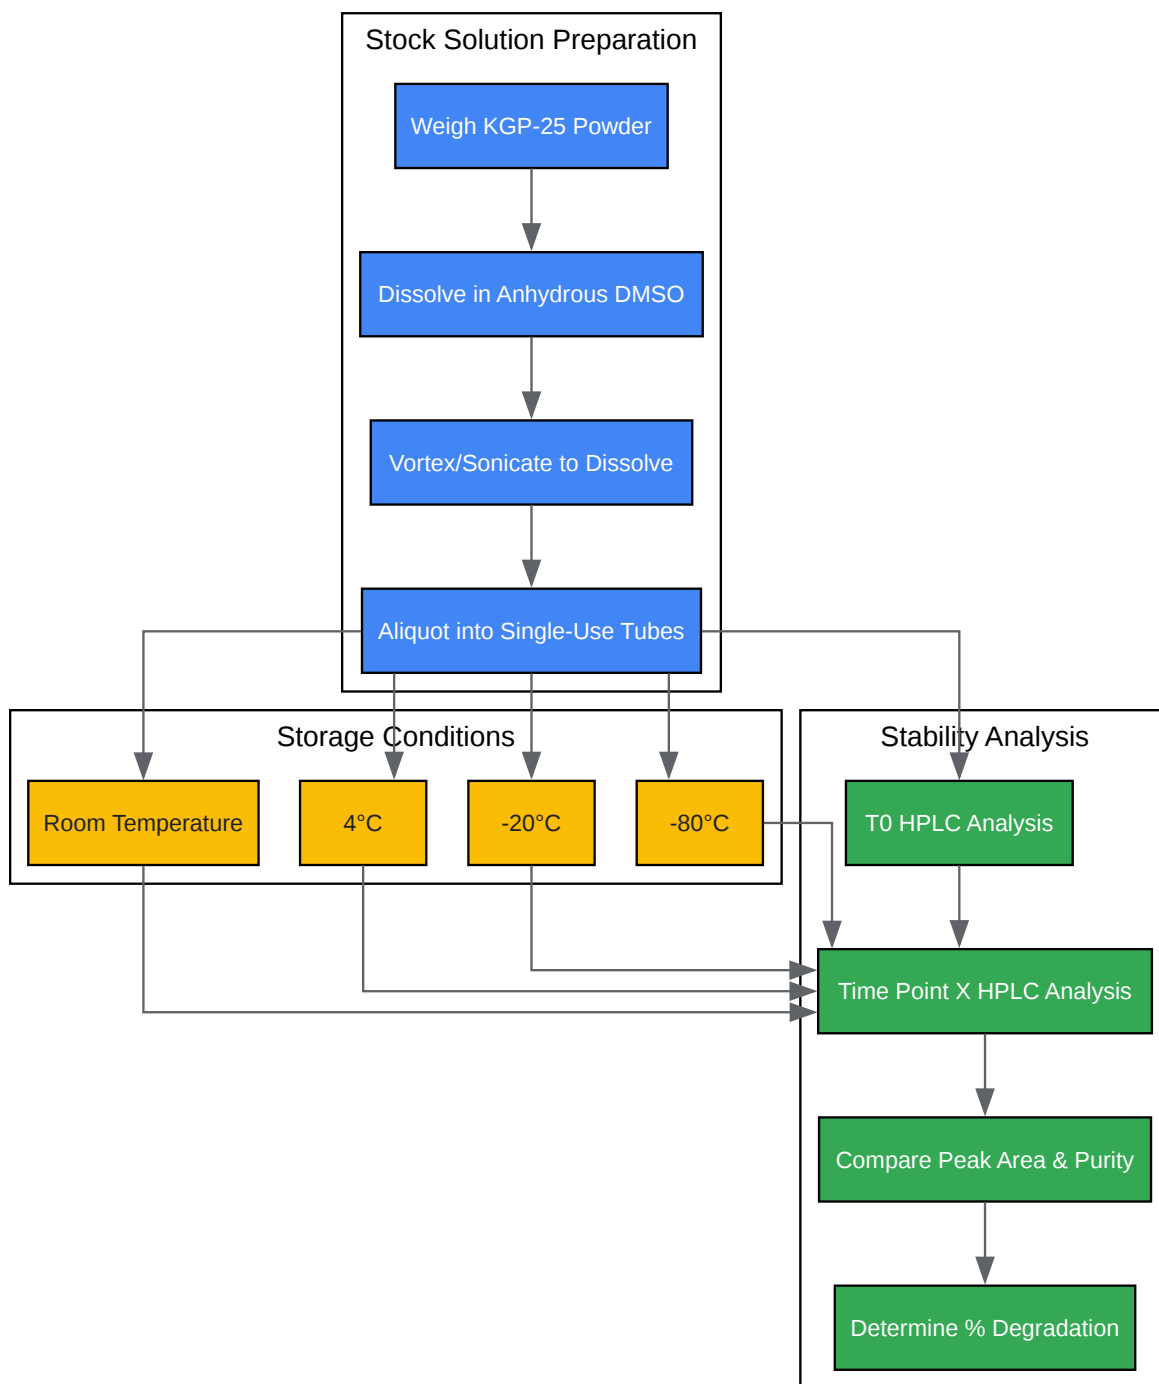 Stock Solution Preparation
Weigh KGP-25 Powder
Dissolve in Anhydrous DMSO
Vortex/Sonicate to Dissolve
Aliquot into Single-Use Tubes
Storage Conditions
Room Temperature
4°C
-20°C
-80°C
Stability Analysis
T0 HPLC Analysis
Time Point X HPLC Analysis
Compare Peak Area & Purity
Determine % Degradation